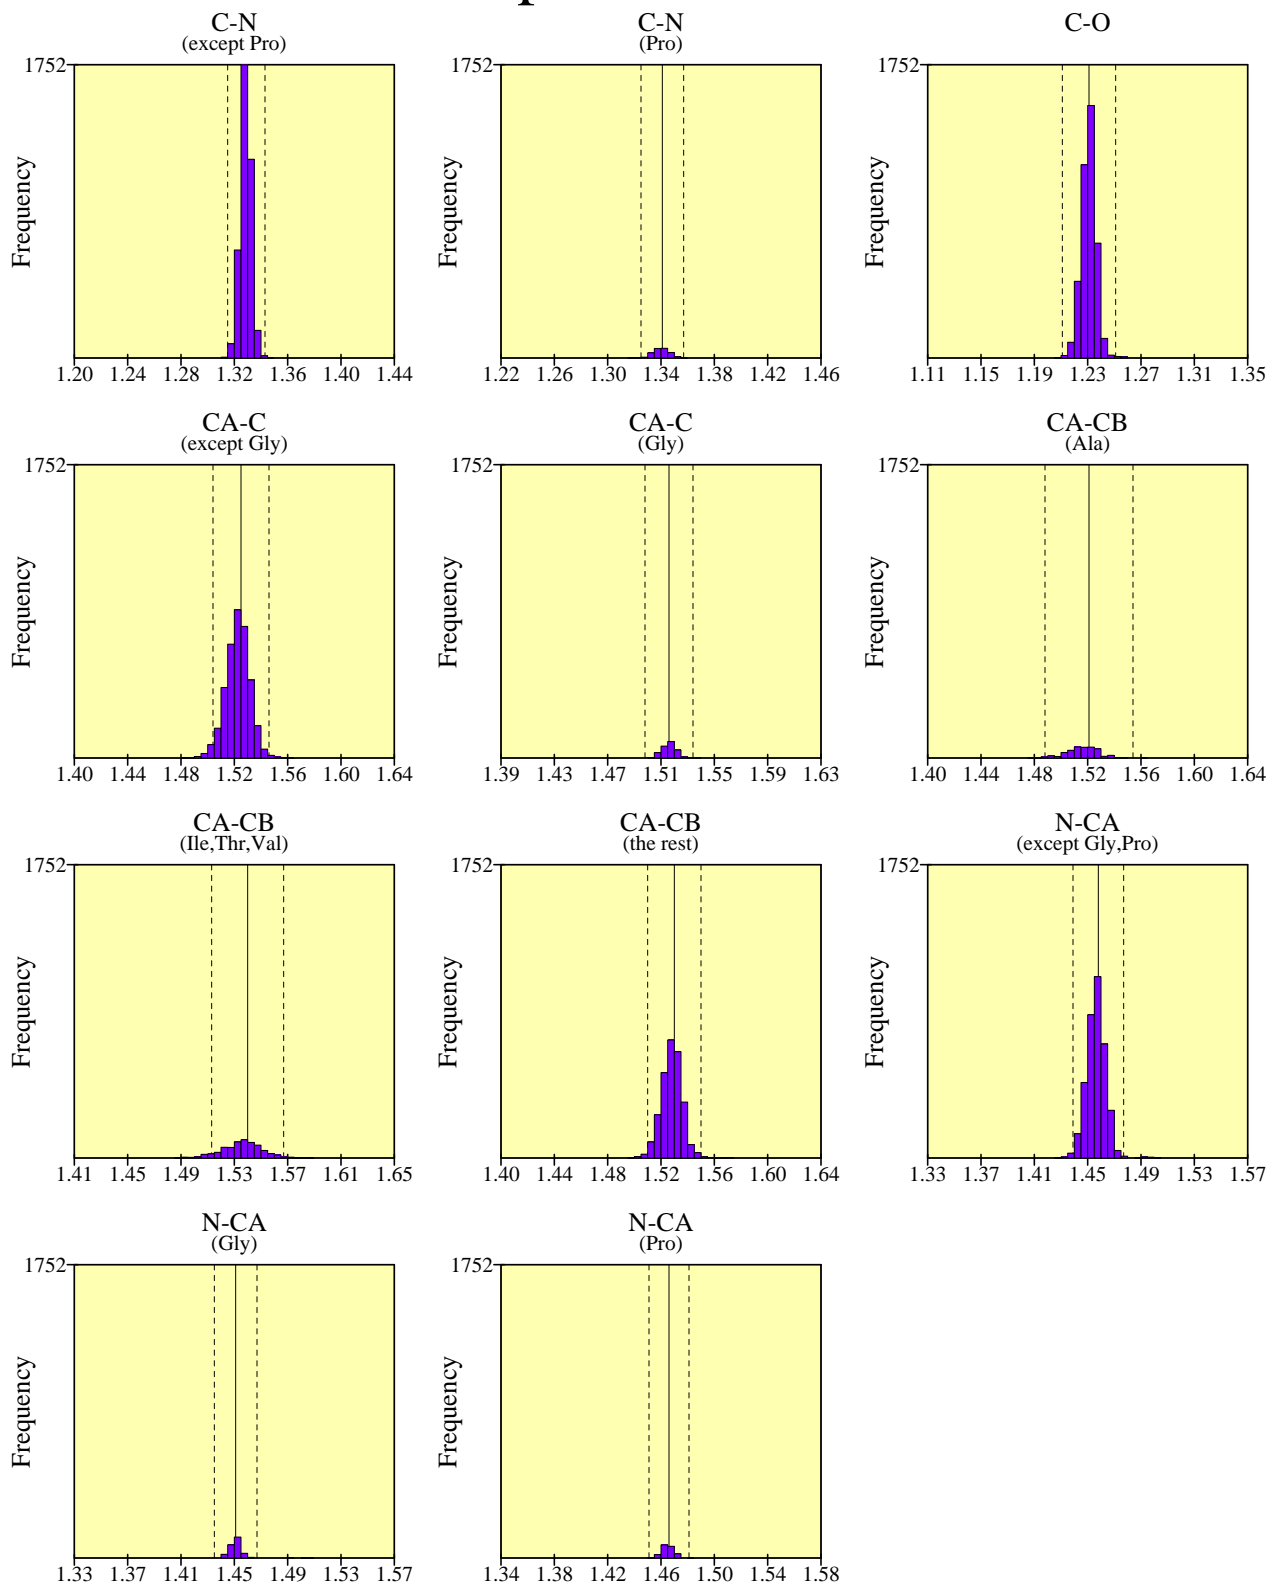 C-N
(except Pro)
1752
Frequency
1.20 1.24 1.28 1.32 1.36 1.40 1.44
C-N
(Pro)
1752
Frequency
1.22 1.26 1.30 1.34 1.38 1.42 1.46
C-O
1752
Frequency
1.11 1.15 1.19 1.23 1.27 1.31 1.35
CA-C
(except Gly)
1752
Frequency
1.40 1.44 1.48 1.52 1.56 1.60 1.64
CA-C
(Gly)
1752
Frequency
1.39 1.43 1.47 1.51 1.55 1.59 1.63
CA-CB
(Ala)
1752
Frequency
1.40 1.44 1.48 1.52 1.56 1.60 1.64
CA-CB
(Ile,Thr,Val)
1752
Frequency
1.41 1.45 1.49 1.53 1.57 1.61 1.65
CA-CB
(the rest)
1752
Frequency
1.40 1.44 1.48 1.52 1.56 1.60 1.64
N-CA
(except Gly,Pro)
1752
Frequency
1.33 1.37 1.41 1.45 1.49 1.53 1.57
N-CA
(Gly)
1752
Frequency
1.33 1.37 1.41 1.45 1.49 1.53 1.57
N-CA
(Pro)
1752
Frequency
1.34 1.38 1.42 1.46 1.50 1.54 1.58